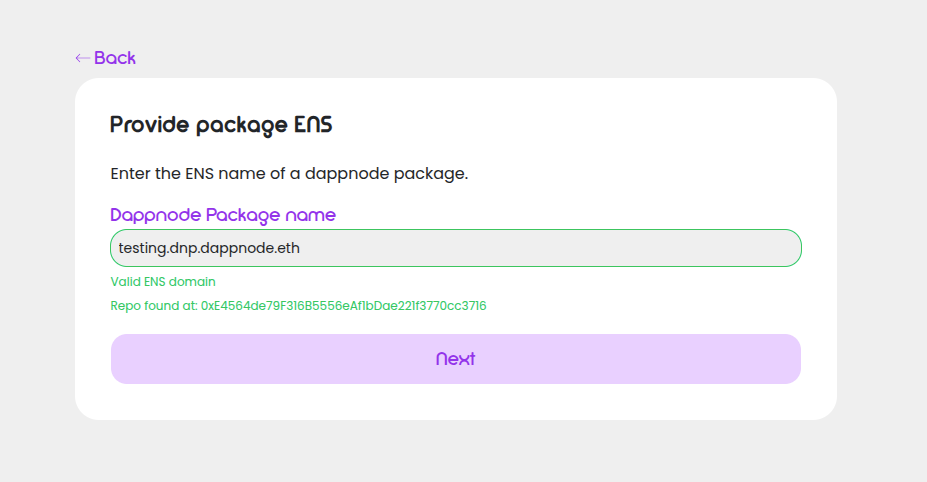 ← Back
Provide package ENS
Enter the ENS name of a dappnode package.
Dappnode Package name
testing.dnp.dappnode.eth
Valid ENS domain
Repo found at: 0xE4564de79F316B5556eAf1bDae221f3770cc3716
Next